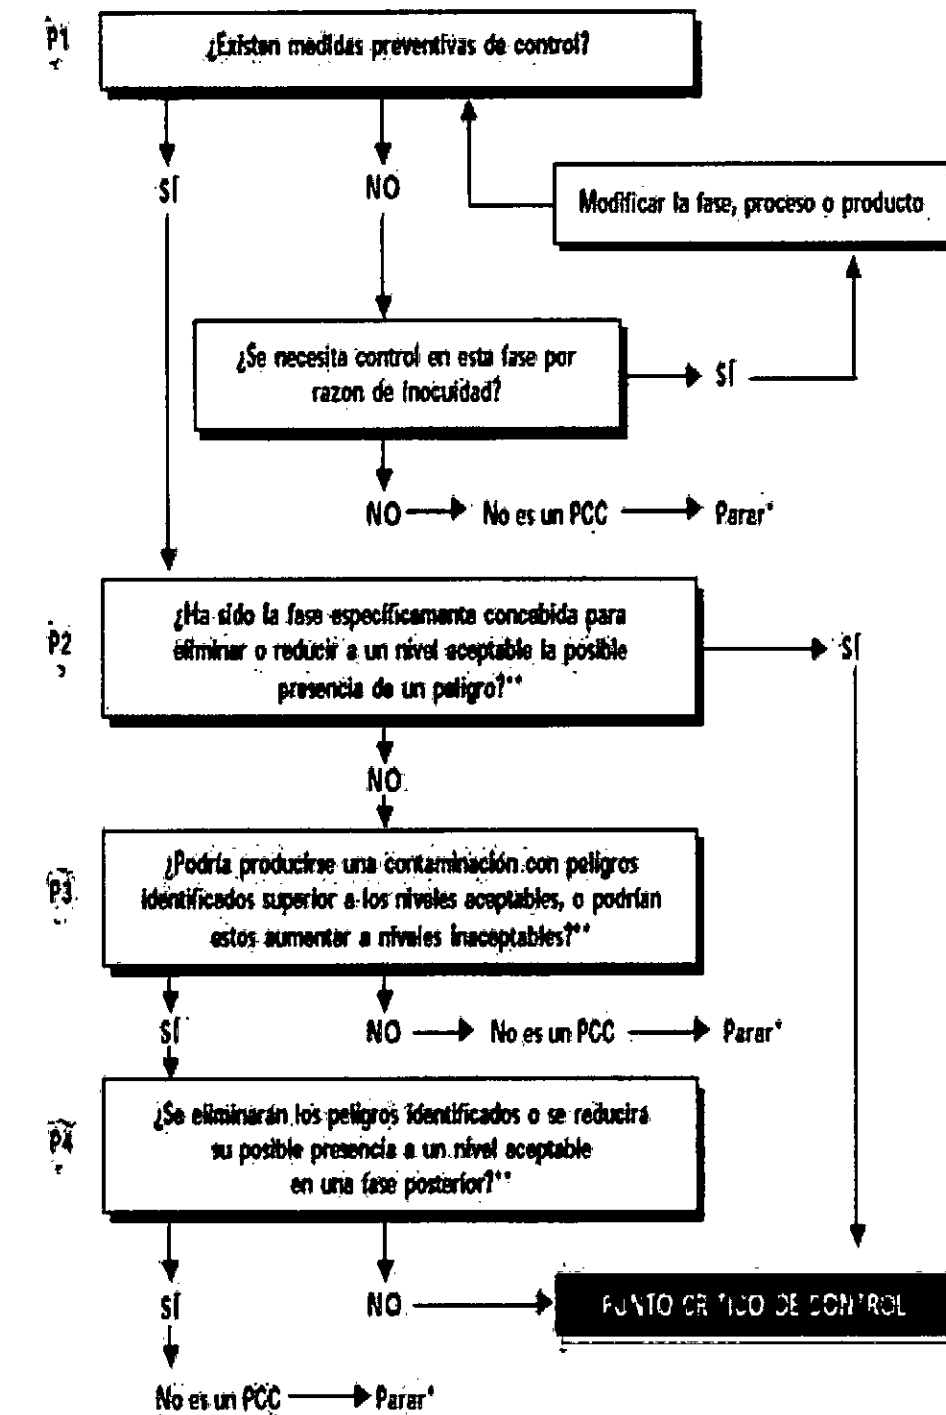 P1
¿Existen medidas preventivas de control?
SÍ
NO
Modificar la fase, proceso o producto
¿Se necesita control en esta fase por
razon de inocuidad?
SÍ
NO
No es un PCC
Parar*
P2
¿Ha sido la fase específicamente concebida para
eliminar o reducir a un nivel aceptable la posible
presencia de un peligro?**
SÍ
NO
P3
¿Podría producirse una contaminación con peligros
identificados superior a los niveles aceptables, o podrían
estos aumentar a niveles inaceptables?**
SÍ
NO
No es un PCC
Parar*
P4
¿Se eliminarán los peligros identificados o se reducirá
su posible presencia a un nivel aceptable
en una fase posterior?**
SÍ
NO
PUNTO CRITICO DE CONTROL
No es un PCC
Parar*